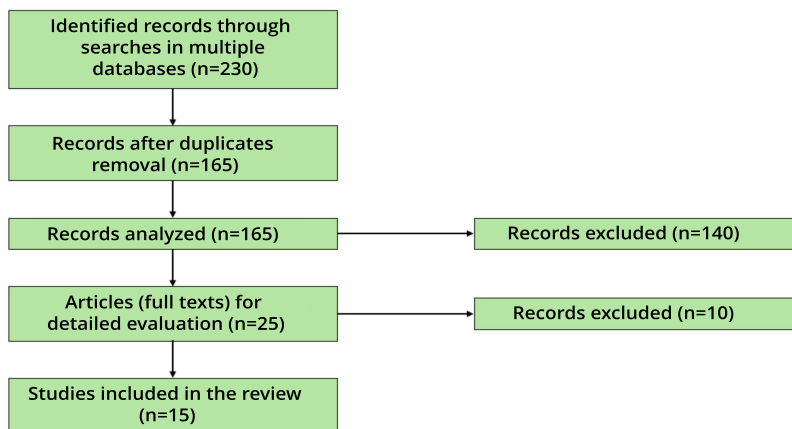 Identified records through
searches in multiple
databases (n=230)
Records after duplicates
removal (n=165)
Records analyzed (n=165)
Records excluded (n=140)
Articles (full texts) for
detailed evaluation (n=25)
Records excluded (n=10)
Studies included in the review
(n=15)